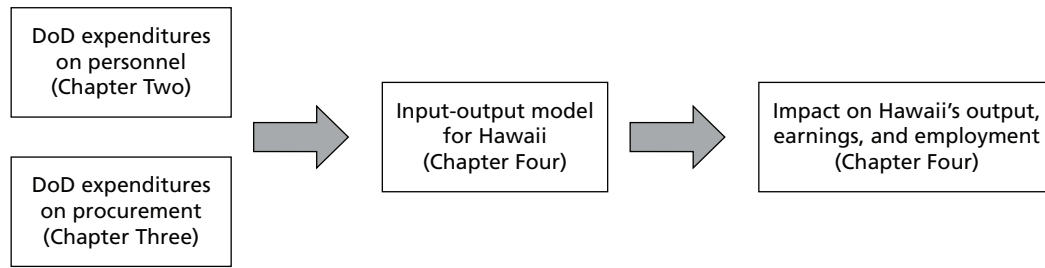 DoD expenditures
on personnel
(Chapter Two)
DoD expenditures
on procurement
(Chapter Three)
Input-output model
for Hawaii
(Chapter Four)
Impact on Hawaii's output,
earnings, and employment
(Chapter Four)